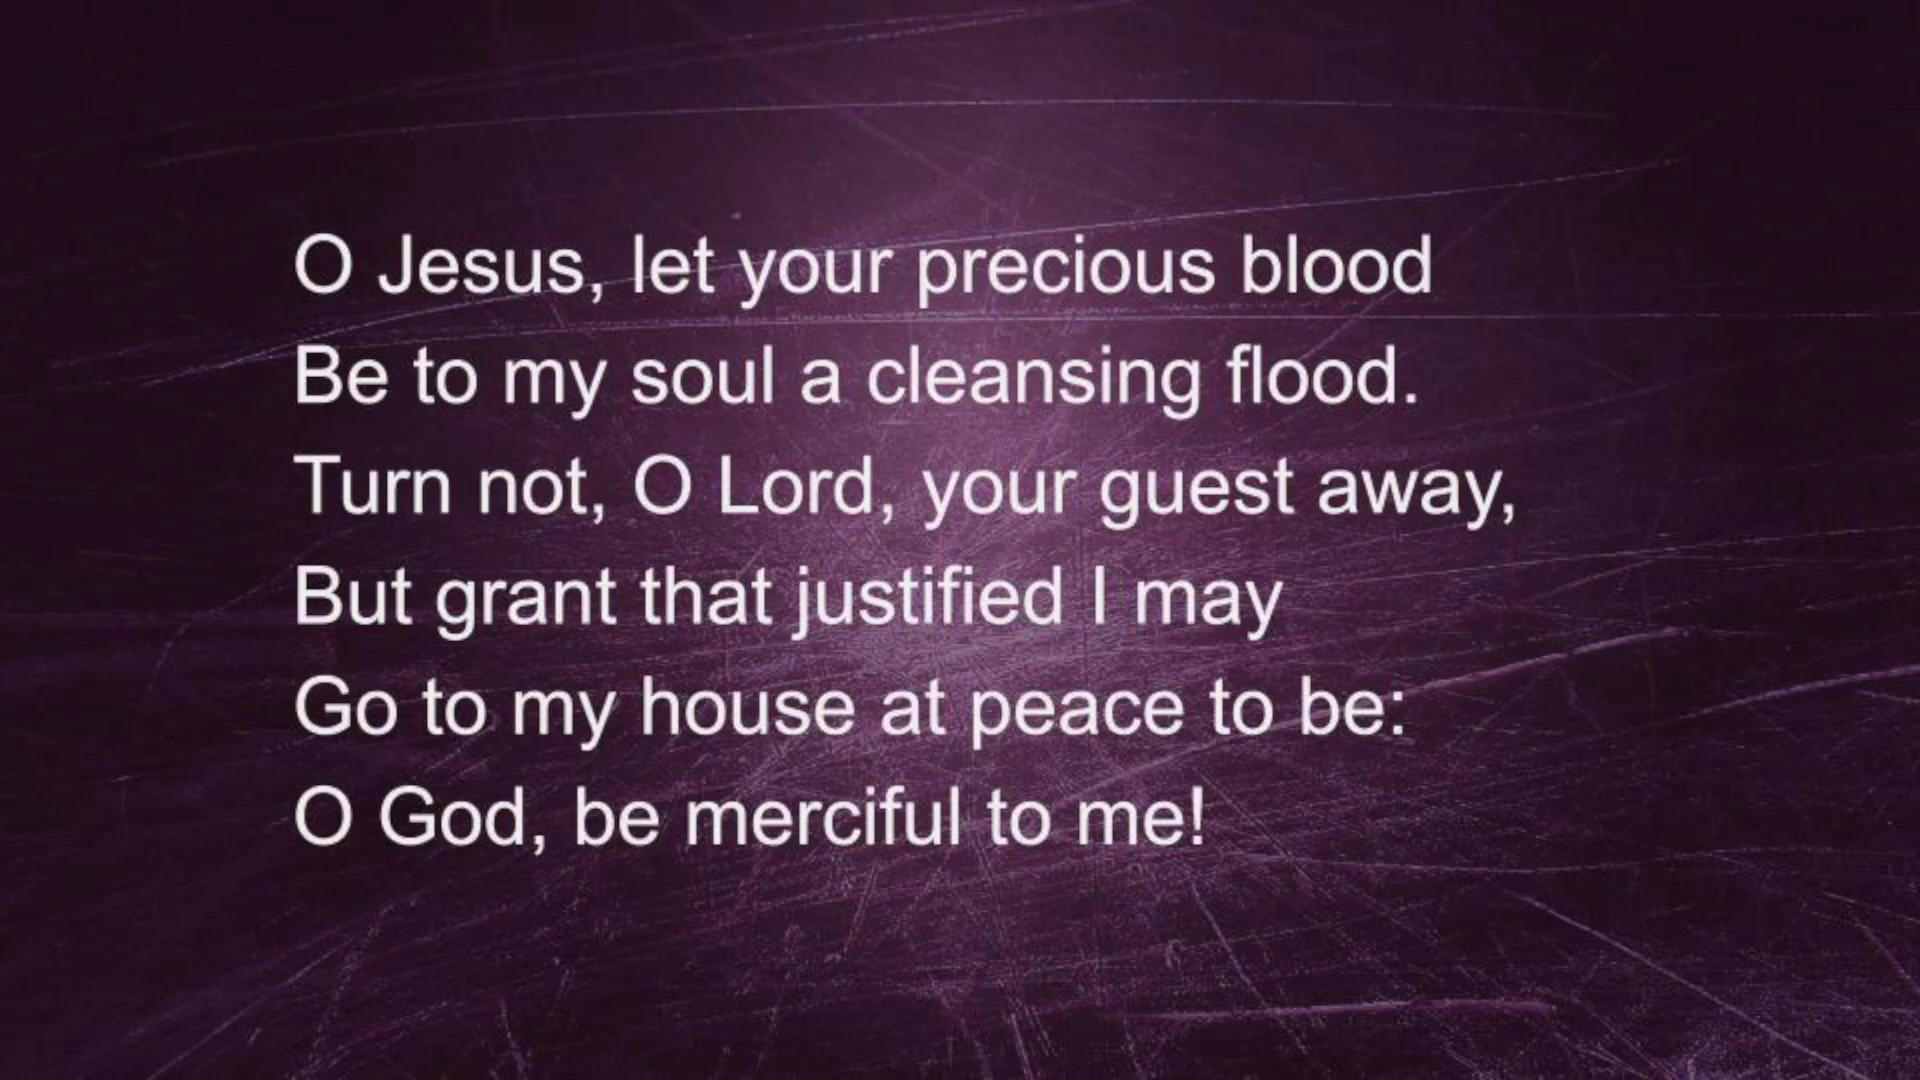 O Jesus, let your precious blood
Be to my soul a cleansing flood.
Turn not, O Lord, your guest away,
But grant that justified I may
Go to my house at peace to be:
O God, be merciful to me!